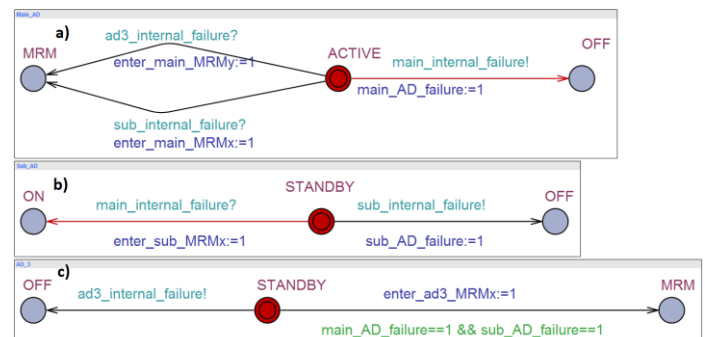 Main_AD
a)
ad3_internal_failure?
MRM
ACTIVE
OFF
enter_main_MRMy:=1
main_internal_failure!
main_AD_failure:=1
sub_internal_failure?
enter_main_MRMx:=1
Sub_AD
b)
STANDBY
ON
main_internal_failure?
sub_internal_failure!
OFF
enter_sub_MRMx:=1
sub_AD_failure:=1
AD_3
c)
OFF
ad3_internal_failure!
STANDBY
enter_ad3_MRMx:=1
MRM
main_AD_failure==1 && sub_AD_failure==1